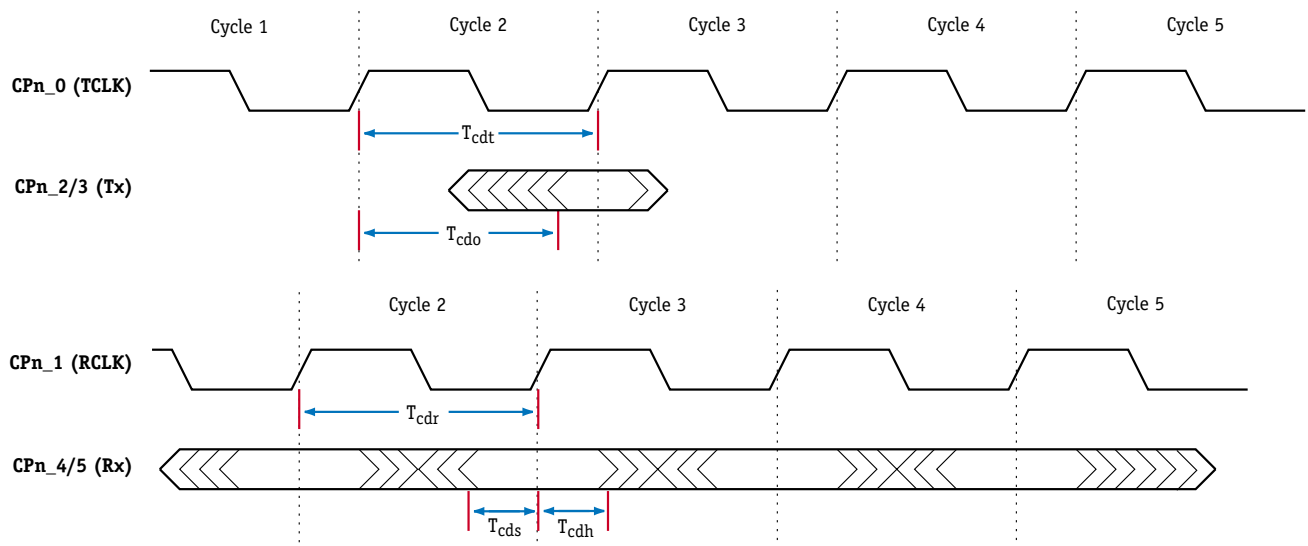 Cycle 1 Cycle 2 Cycle 3 Cycle 4 Cycle 5
CPn_0 (TCLK)
Tcdt
CPn_2/3 (Tx)
Tcdo
Cycle 2 Cycle 3 Cycle 4 Cycle 5
CPn_1 (RCLK)
Tcdr
CPn_4/5 (Rx)
Tcds Tcdh